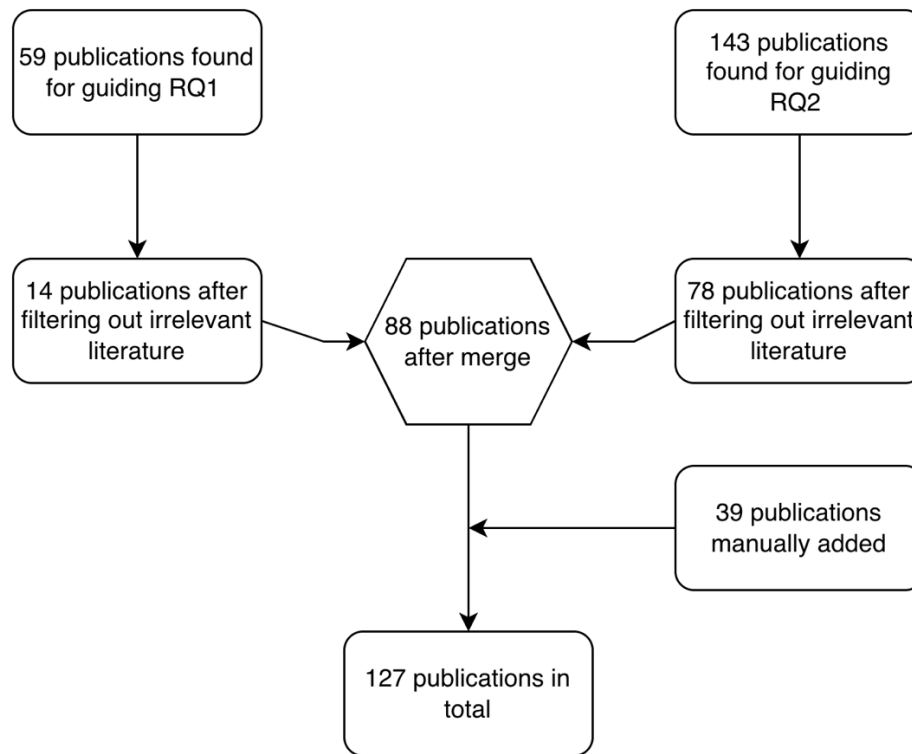 59 publications found
for guiding RQ1
143 publications
found for guiding
RQ2
14 publications after
filtering out irrelevant
literature
88 publications
after merge
78 publications after
filtering out irrelevant
literature
39 publications
manually added
127 publications in
total